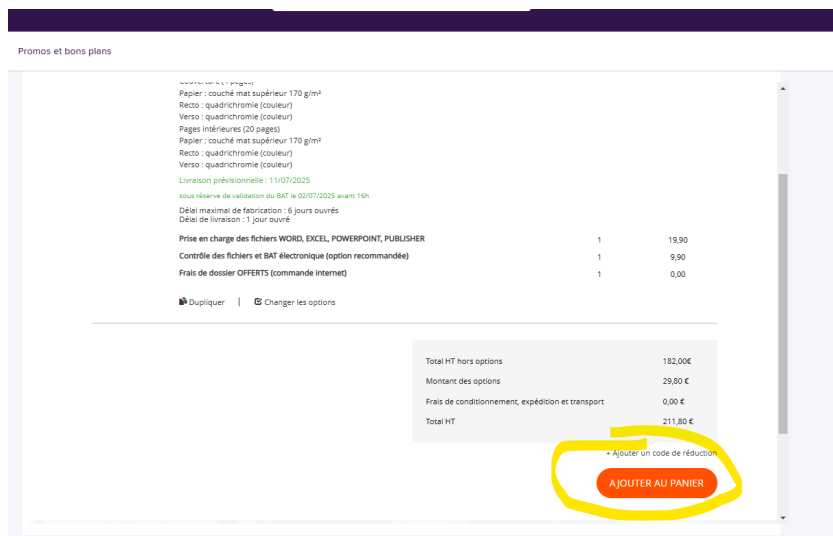 Promos et bons plans
Couverture (4 pages)
Papier : couché mat supérieur 170 g/m²
Recto : quadrichromie (couleur)
Verso : quadrichromie (couleur)
Pages intérieures (20 pages)
Papier : couché mat supérieur 170 g/m²
Recto : quadrichromie (couleur)
Verso : quadrichromie (couleur)
Livraison prévisionnelle : 11/07/2025
sous réserve de validation du BAT le 02/07/2025 avant 16h
Délai maximal de fabrication : 6 jours ouvrés
Délai de livraison : 1 jour ouvré
Prise en charge des fichiers WORD, EXCEL, POWERPOINT, PUBLISHER 1 19,90
Contrôle des fichiers et BAT électronique (option recommandée) 1 9,90
Frais de dossier OFFERTS (commande internet) 1 0,00
Dupliquer | Changer les options
Total HT hors options 182,00€
Montant des options 29,80 €
Frais de conditionnement, expédition et transport 0,00 €
Total HT 211,80 €
+ Ajouter un code de réduction
AJOUTER AU PANIER